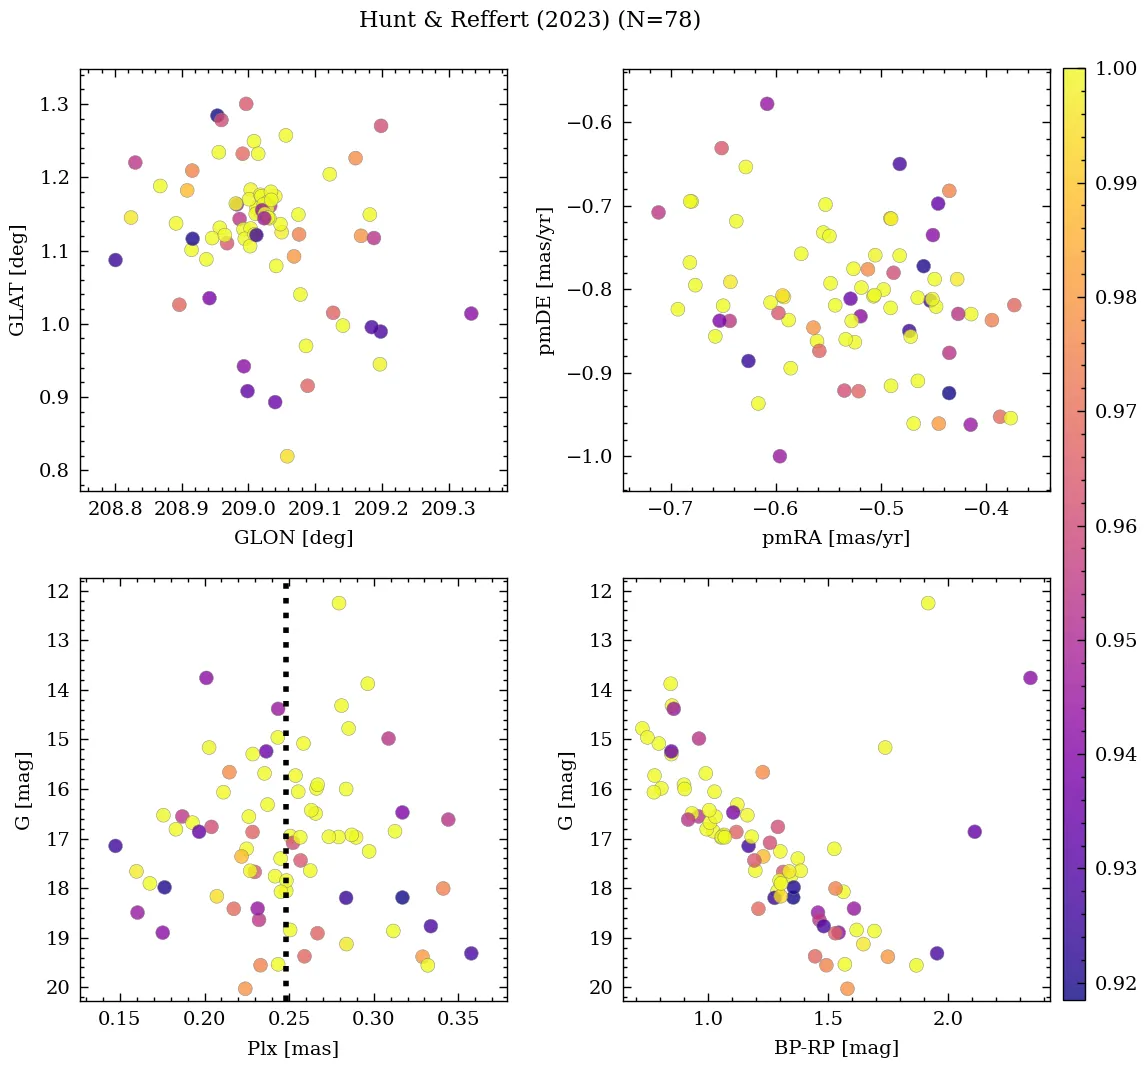 Hunt & Reffert (2023) (N=78)
1.3
1.2
1.1
1.0
0.9
0.8
GLAT [deg]
208.8 208.9 209.0 209.1 209.2 209.3
GLON [deg]
−0.6
−0.7
−0.8
−0.9
−1.0
pmDE [mas/yr]
−0.7 −0.6 −0.5 −0.4
pmRA [mas/yr]
12
13
14
15
16
17
18
19
20
G [mag]
0.15 0.20 0.25 0.30 0.35
Plx [mas]
12
13
14
15
16
17
18
19
20
G [mag]
1.0 1.5 2.0
BP-RP [mag]
1.00
0.99
0.98
0.97
0.96
0.95
0.94
0.93
0.92